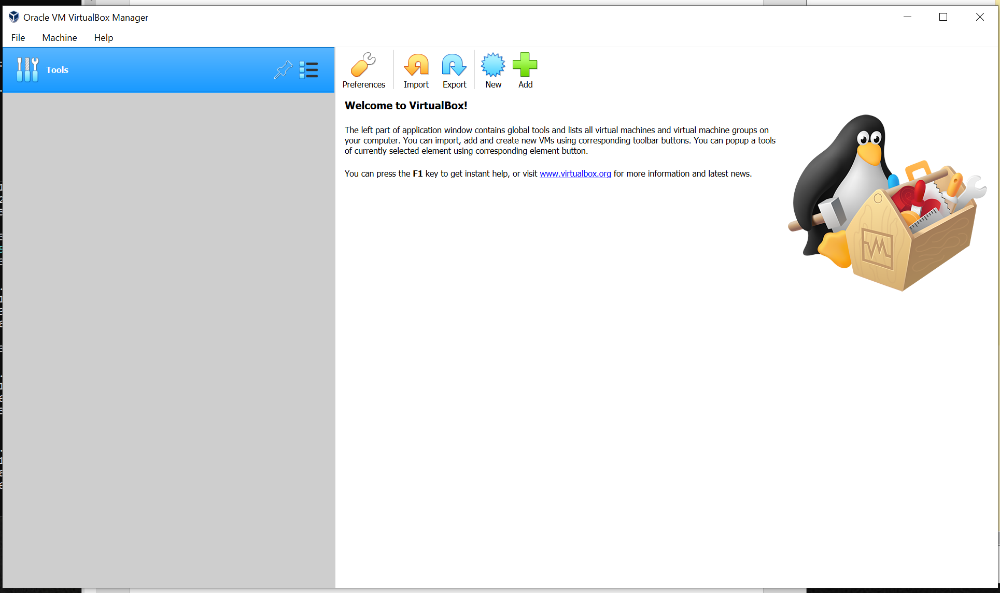 Oracle VM VirtualBox Manager
File Machine Help
Tools
Preferences Import Export New Add
Welcome to VirtualBox!
The left part of application window contains global tools and lists all virtual machines and virtual machine groups on
your computer. You can import, add and create new VMs using corresponding toolbar buttons. You can popup a tools
of currently selected element using corresponding element button.
You can press the F1 key to get instant help, or visit www.virtualbox.org for more information and latest news.